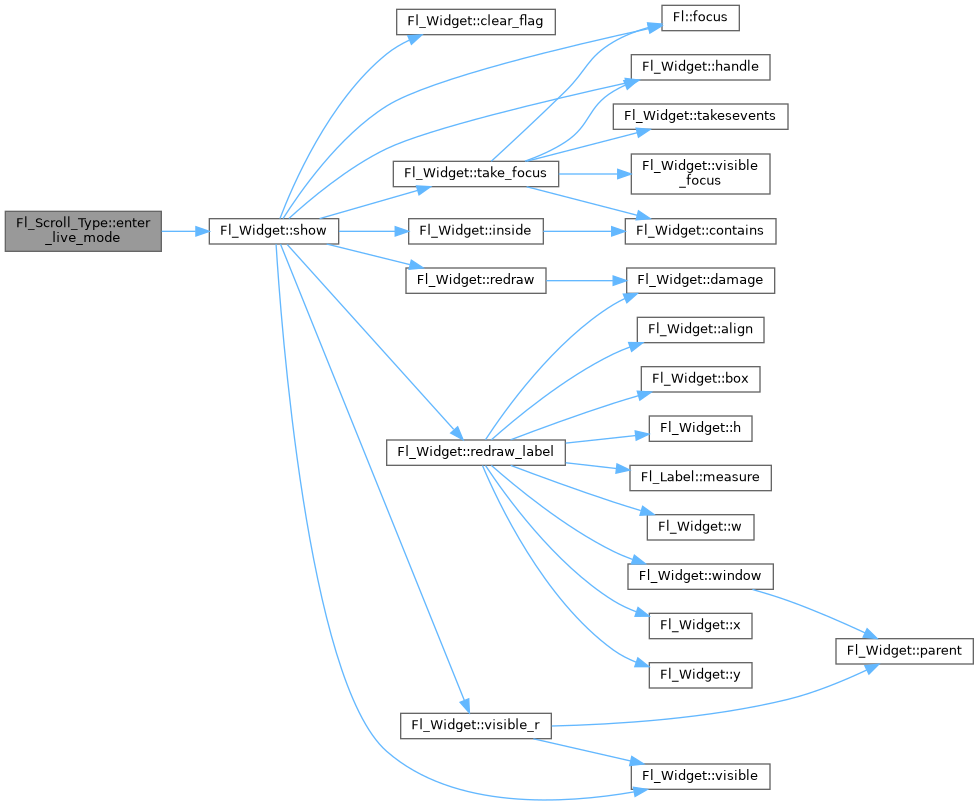 Fl_Scroll_Type::enter
_live_mode
Fl_Widget::show
Fl_Widget::clear_flag
Fl::focus
Fl_Widget::handle
Fl_Widget::takesevents
Fl_Widget::take_focus
Fl_Widget::visible
_focus
Fl_Widget::inside
Fl_Widget::contains
Fl_Widget::redraw
Fl_Widget::damage
Fl_Widget::align
Fl_Widget::box
Fl_Widget::h
Fl_Widget::redraw_label
Fl_Label::measure
Fl_Widget::w
Fl_Widget::window
Fl_Widget::x
Fl_Widget::parent
Fl_Widget::y
Fl_Widget::visible_r
Fl_Widget::visible